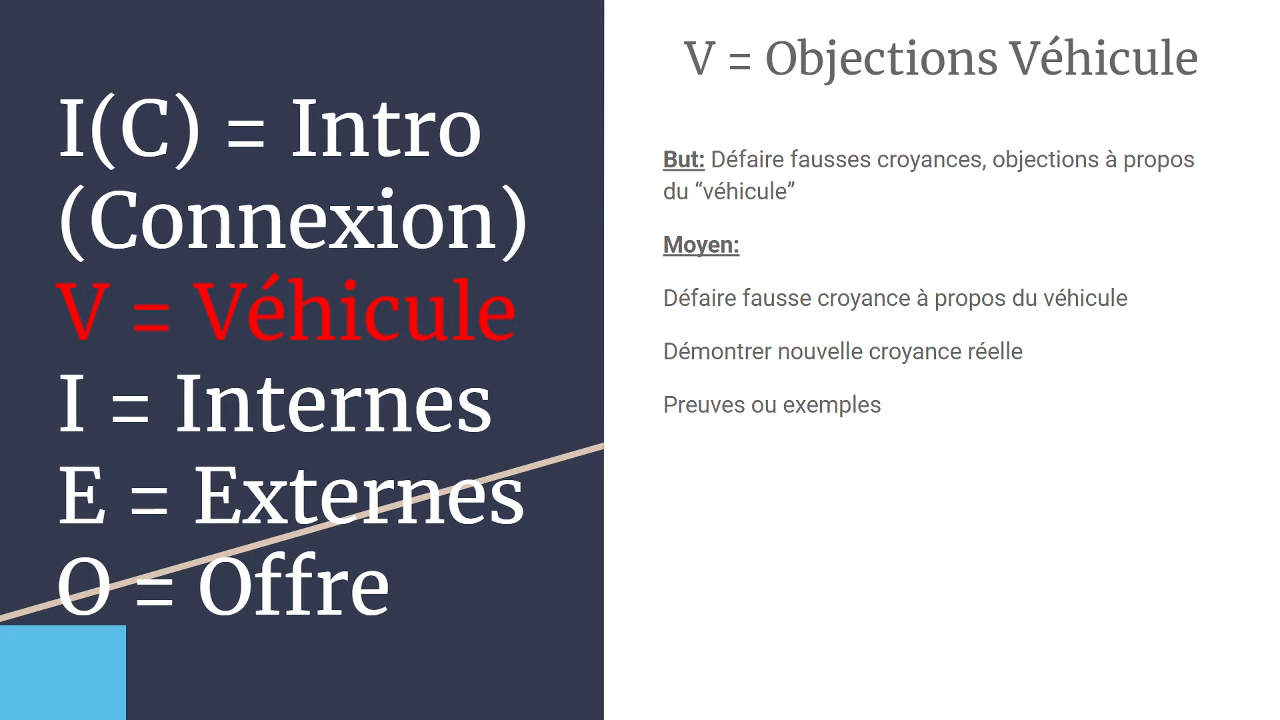 I(C) = Intro
(Connexion)
V = Véhicule
I = Internes
E = Externes
O = Offre
V = Objections Véhicule
But: Défaire fausses croyances, objections à propos
du “véhicule”
Moyen:
Défaire fausse croyance à propos du véhicule
Démontrer nouvelle croyance réelle
Preuves ou exemples